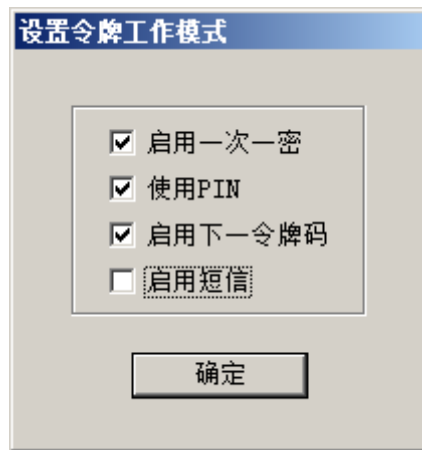 设置令牌工作模式
启用一次一密
使用PIN
启用下一令牌码
启用短信
确定